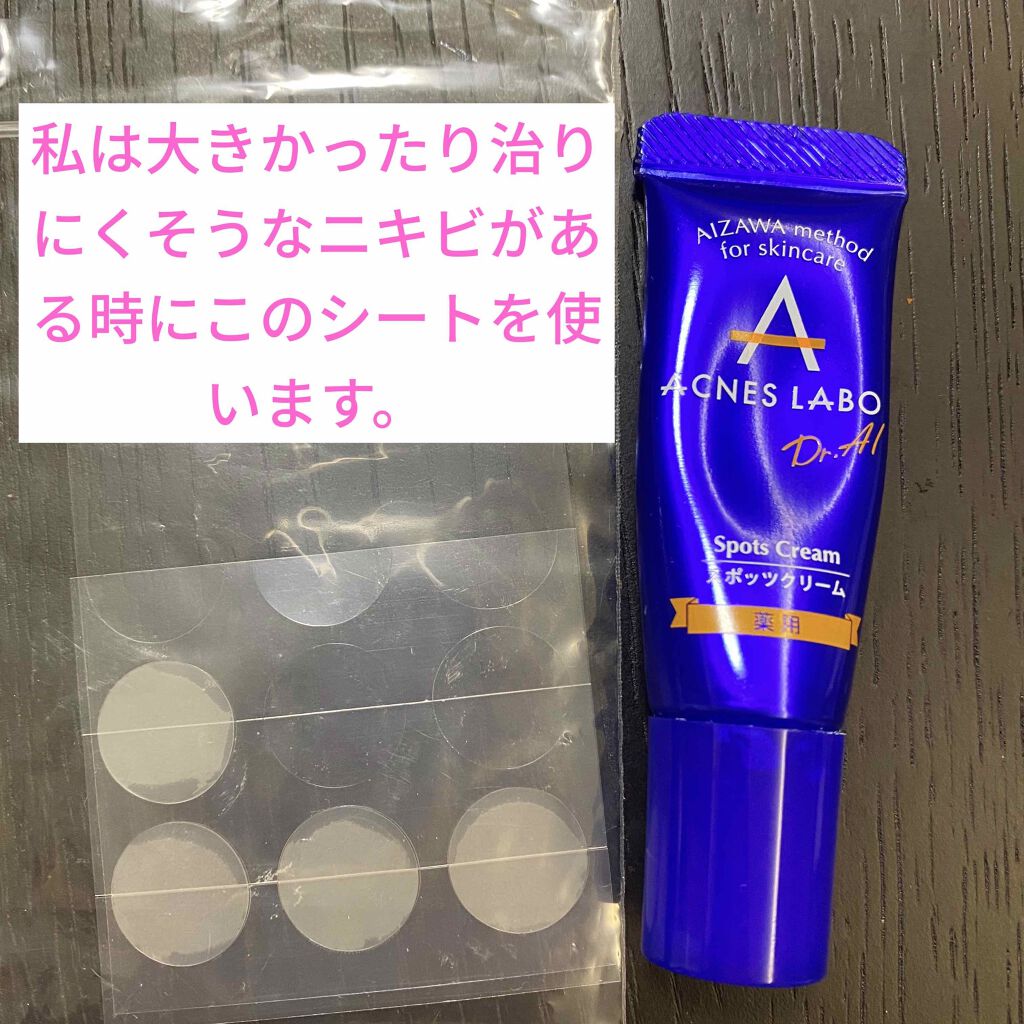 私は大きかったり治り
にくそうなニキビがあ
る時にこのシートを使
います。
AIZAWA method
for skincare
A
ACNES LABO
Dr.AI
Spots Cream
スポッツクリーム
薬用